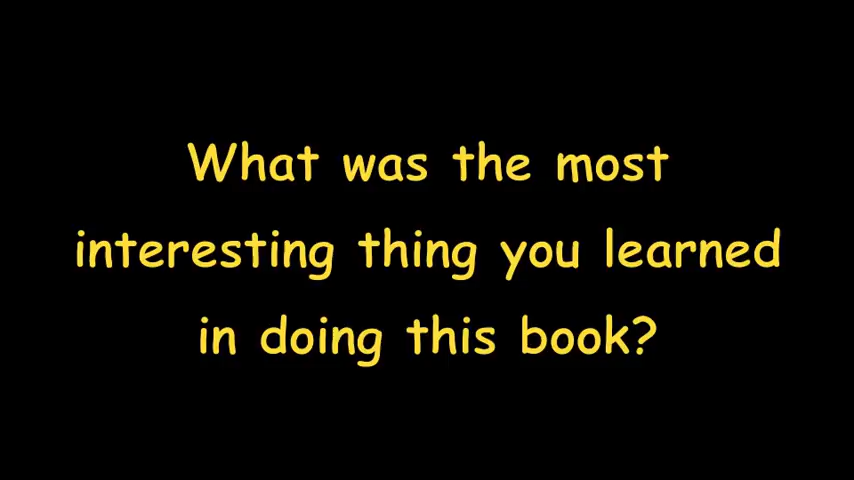 What was the most
interesting thing you learned
in doing this book?